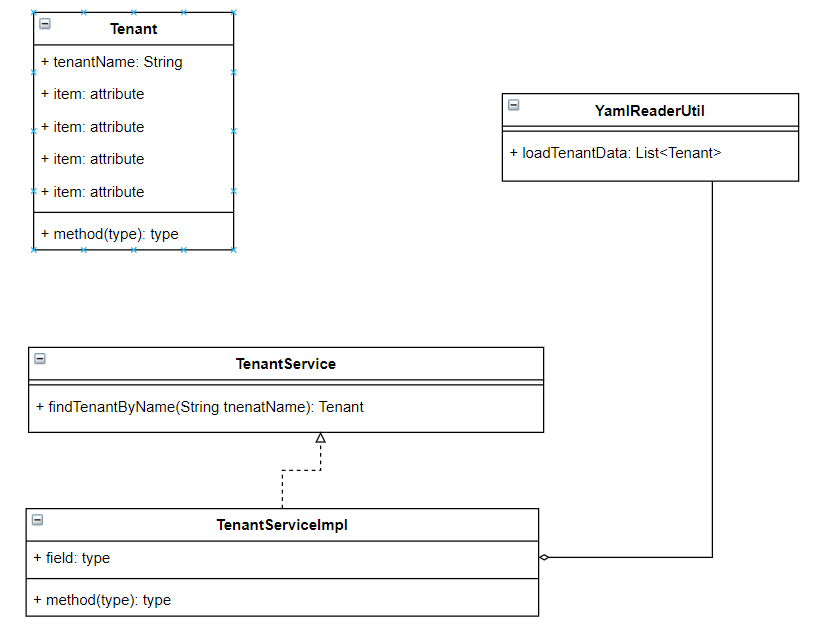 Tenant
+ tenantName: String
+ item: attribute
+ item: attribute
+ item: attribute
+ item: attribute
+ method(type): type
YamlReaderUtil
+ loadTenantData: List<Tenant>
TenantService
+ findTenantByName(String tnenatName): Tenant
TenantServiceImpl
+ field: type
+ method(type): type